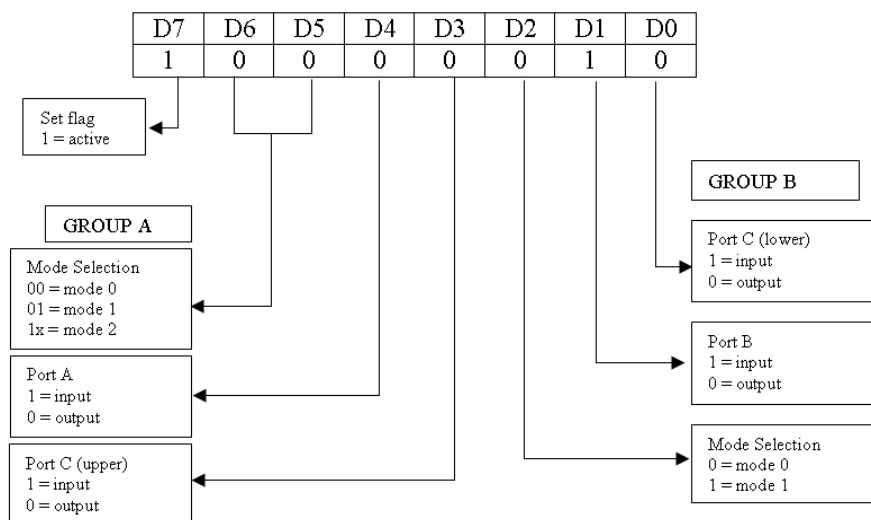 D7 D6 D5 D4 D3 D2 D1 D0
1 0 0 0 0 0 1 0
Set flag
1 = active
GROUP A
Mode Selection
00 = mode 0
01 = mode 1
1x = mode 2
Port A
1 = input
0 = output
Port C (upper)
1 = input
0 = output
GROUP B
Port C (lower)
1 = input
0 = output
Port B
1 = input
0 = output
Mode Selection
0 = mode 0
1 = mode 1